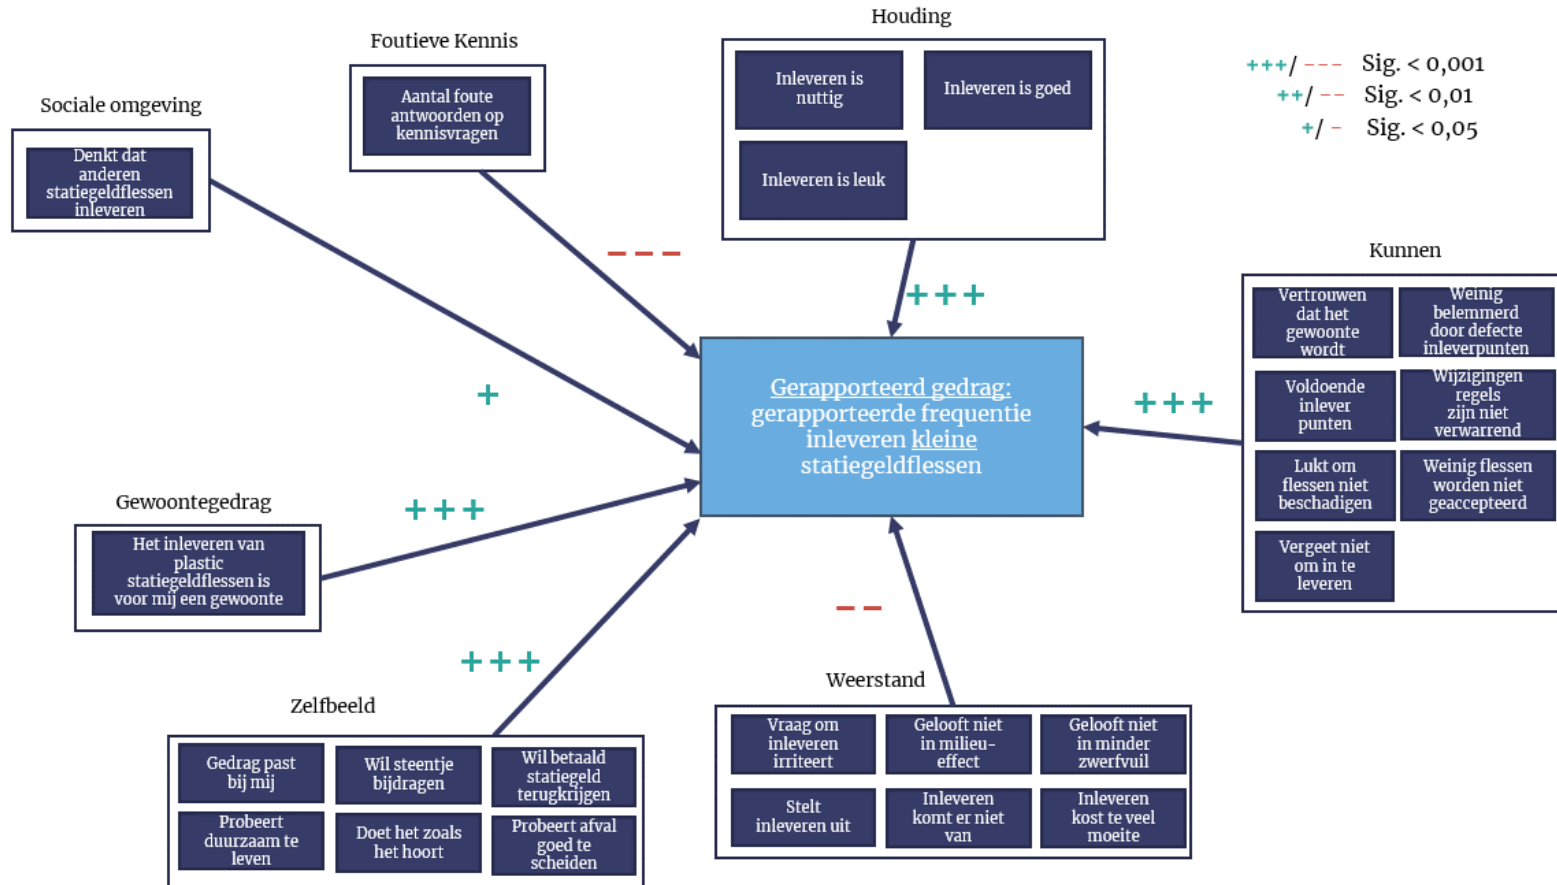 Houding
Inleveren is
nuttig
Inleveren is goed
Inleveren is leuk
+++/ --- Sig. < 0,001
++/ -- Sig. < 0,01
+/ - Sig. < 0,05
Foutieve Kennis
Aantal foute
antwoorden op
kennisvragen
Sociale omgeving
Denkt dat
anderen
statiegeldflessen
inleveren
---
+++
+
Kunnen
Vertrouwen
dat het
gewoonte
wordt
Weinig
belemmerd
door defecte
inleverpunten
Voldoende
inlever
punten
Wijzigingen
regels
zijn niet
verwarrend
Lukt om
flessen niet
beschadigen
Weinig flessen
worden niet
geaccepteerd
Vergeet niet
om in te
leveren
+++
Gerapporteerd gedrag:
gerapporteerde frequentie
inleveren kleine
statiegeldflessen
Gewoontegedrag
+++
Het inleveren van
plastic
statiegeldflessen is
voor mij een gewoonte
Zelfbeeld
+++
Gedrag past
bij mij
Wil steentje
bijdragen
Wil betaald
statiegeld
terugkrijgen
Probeert
duurzaam te
leven
Doet het zoals
het hoort
Probeert afval
goed te
scheiden
Weerstand
--
Vraag om
inleveren
irriteert
Gelooft niet
in milieu-
effect
Gelooft niet
in minder
zwerfvuil
Stelt
inleveren uit
Inleveren
komt er niet
van
Inleveren
kost te veel
moeite